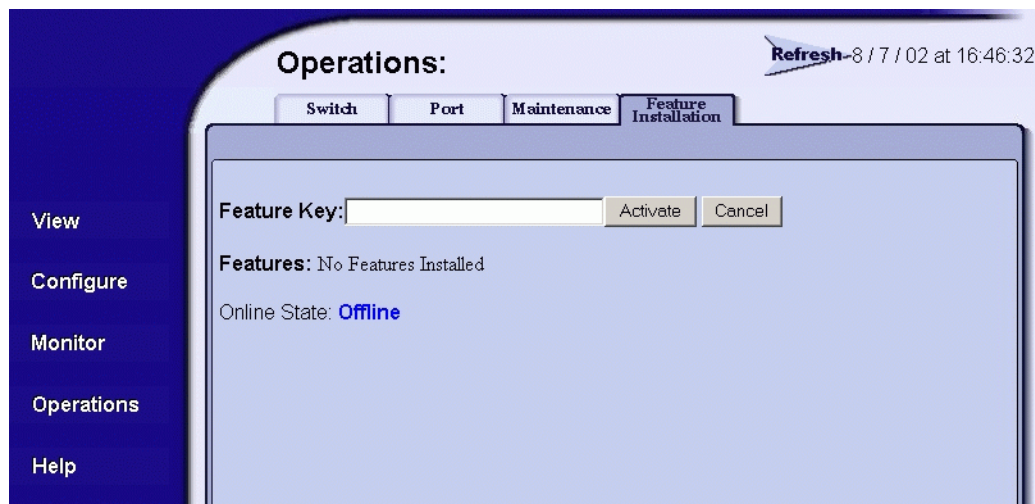 Operations:
Refresh-8 / 7 / 02 at 16:46:32
Switch
Port
Maintenance
Feature
Installation
View
Configure
Monitor
Operations
Help
Feature Key:
Activate
Cancel
Features: No Features Installed
Online State: Offline